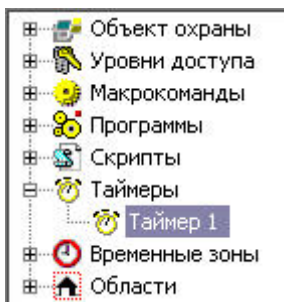 Объект охраны
Уровни доступа
Макрокоманды
Программы
Скрипты
Таймеры
Таймер 1
Временные зоны
Области